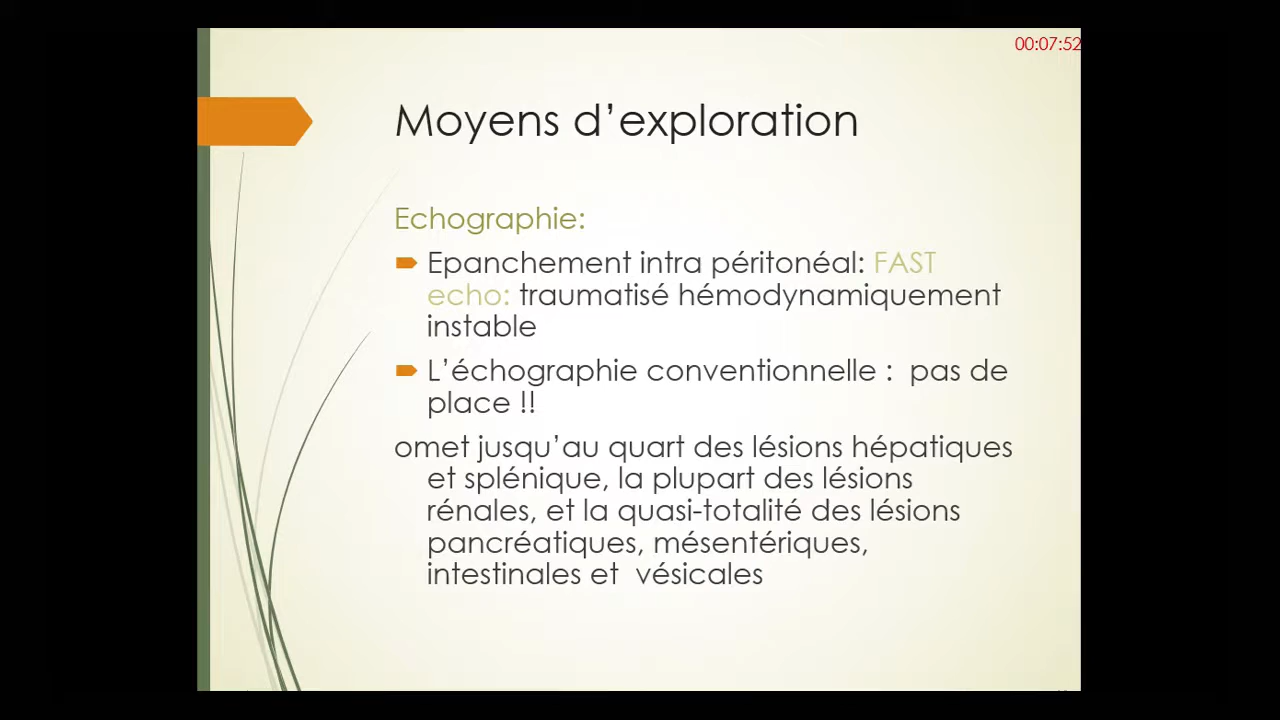 00:07:52
Moyens d’exploration
Echographie:
Epanchement intra péritonéal: FAST
echo: traumatisé hémodynamiquement
instable
L’échographie conventionnelle :  pas de
place !!
omet jusqu’au quart des lésions hépatiques
et splénique, la plupart des lésions
rénales, et la quasi-totalité des lésions
pancréatiques, mésentériques,
intestinales et  vésicales